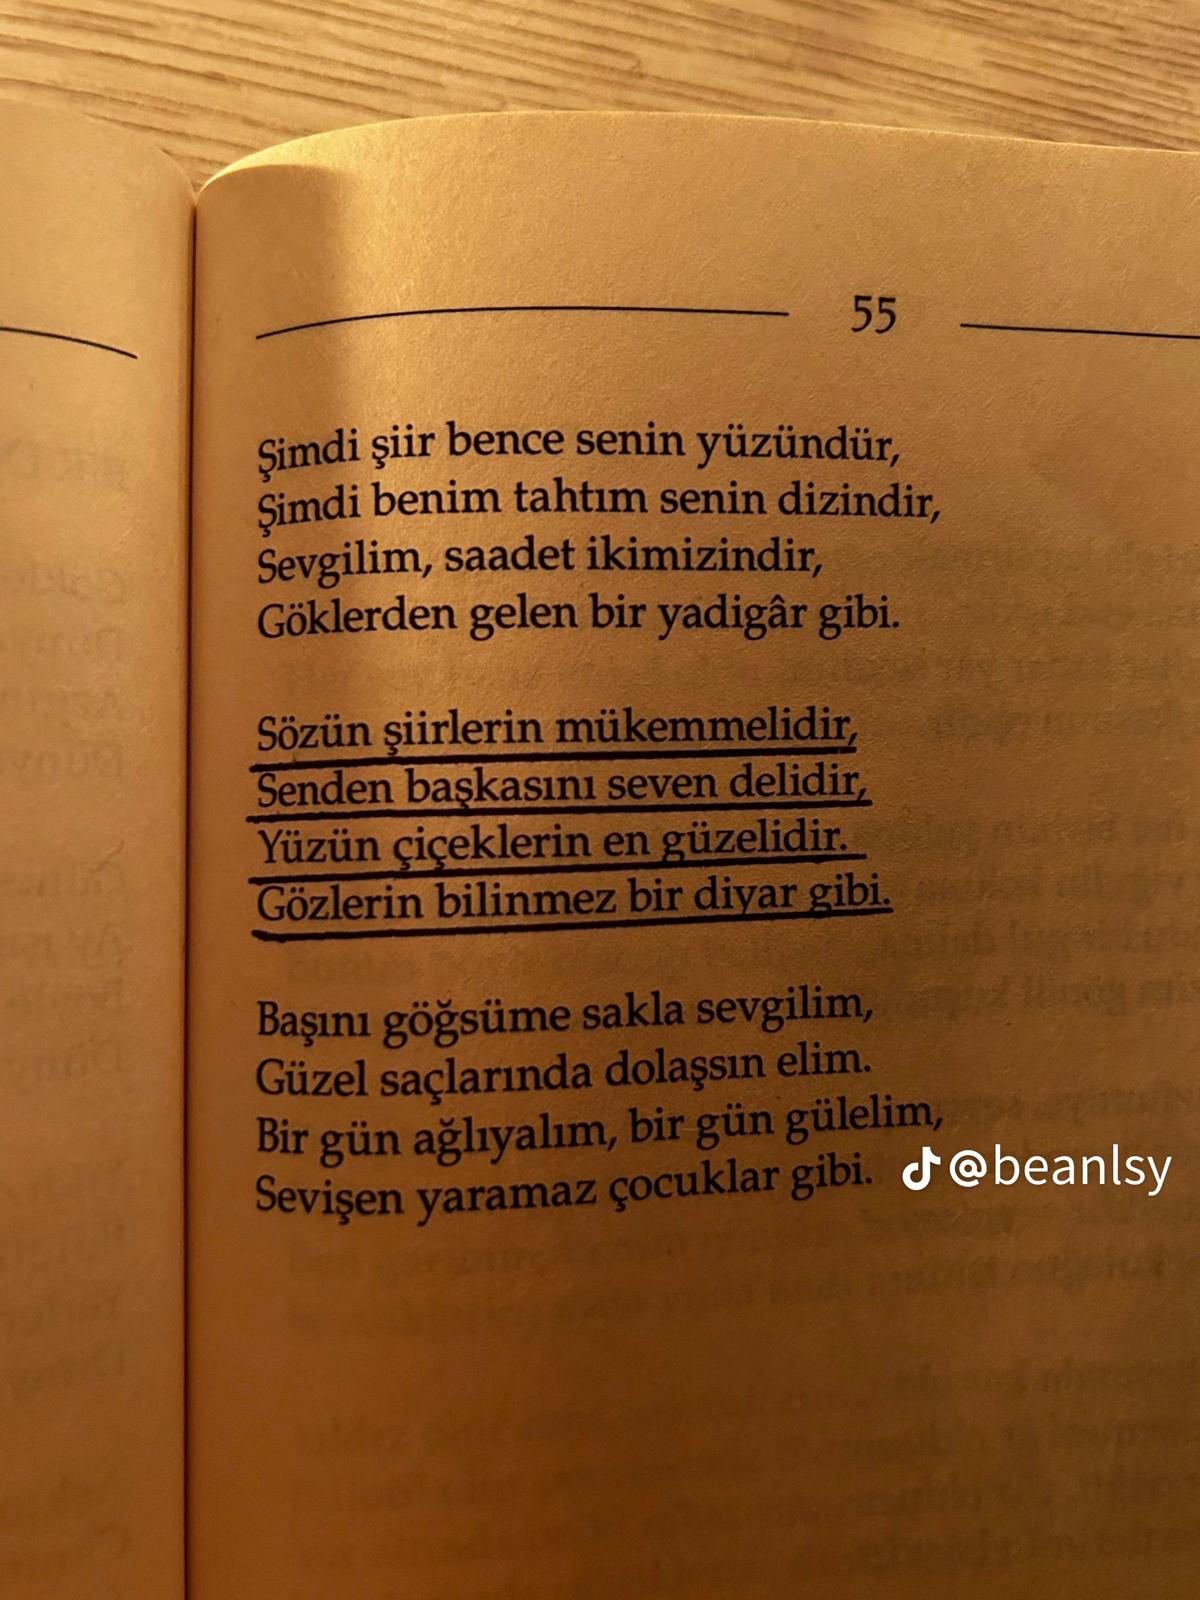 55
Şimdi şiir bence senin yüzündür,
Şimdi benim tahtım senin dizindir,
Sevgilim, saadet ikimizindir,
Göklerden gelen bir yadigâr gibi.
Sözün şiirlerin mükemmelidir,
Senden başkasını seven delidir,
Yüzün çiçeklerin en güzelidir.
Gözlerin bilinmez bir diyar gibi.
Başını göğsüme sakla sevgilim,
Güzel saçlarında dolaşsın elim.
Bir gün ağlıyalım, bir gün gülelim,
Sevişen yaramaz çocuklar gibi.
@beanlsy